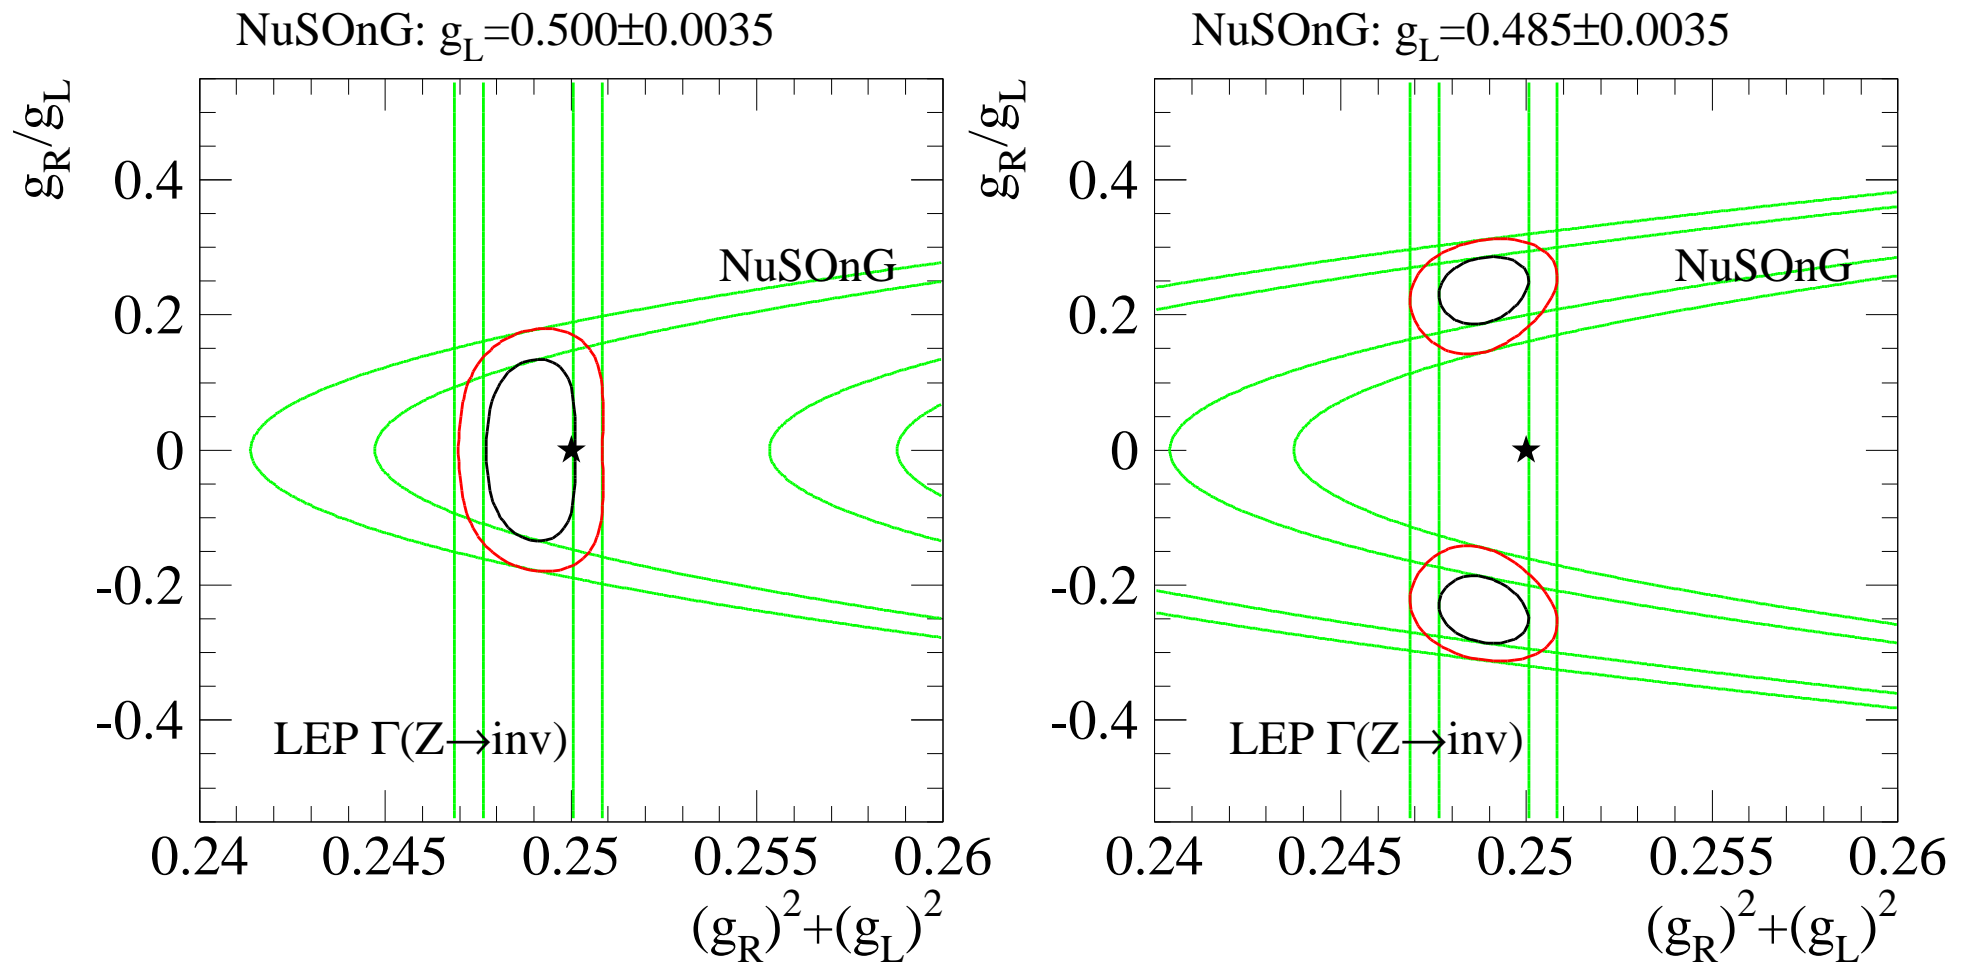 NuSOnG: g_L=0.500±0.0035
g_R/g_L
0.4
0.2
0
-0.2
-0.4
NuSOnG
LEP Γ(Z→inv)
0.24 0.245 0.25 0.255 0.26
(g_R)^2+(g_L)^2
NuSOnG: g_L=0.485±0.0035
g_R/g_L
0.4
0.2
0
-0.2
-0.4
NuSOnG
LEP Γ(Z→inv)
0.24 0.245 0.25 0.255 0.26
(g_R)^2+(g_L)^2